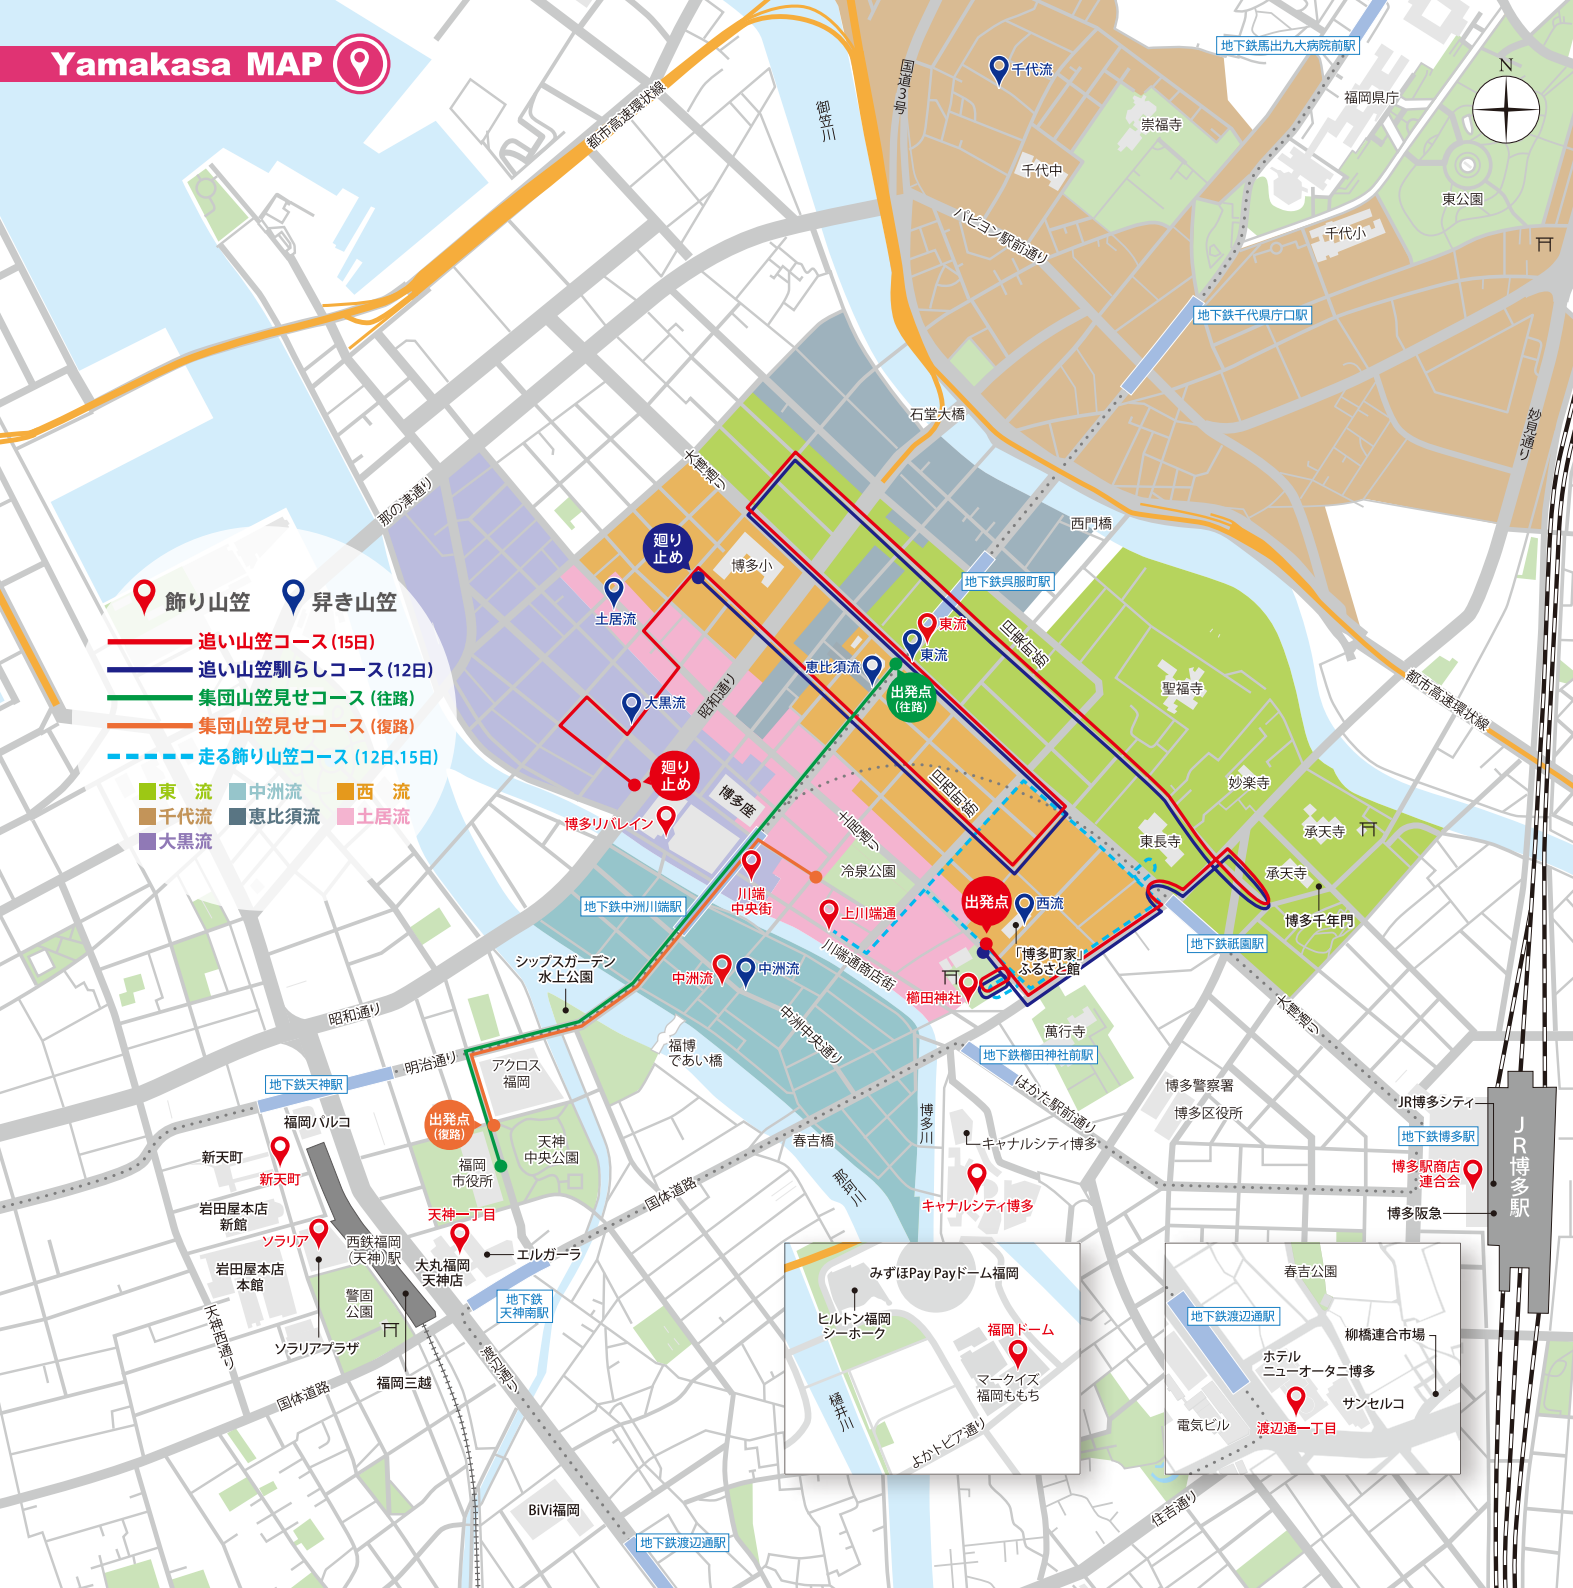 Yamakasa MAP
N
飾り山笠
舁き山笠
追い山笠コース（15日）
追い山笠馴らしコース（12日）
集団山笠見せコース（往路）
集団山笠見せコース（復路）
走る飾り山笠コース（12日、15日）
東　流
中洲流
西　流
千代流
恵比須流
土居流
大黒流
都市高速環状線
御笠川
国道3号
千代流
地下鉄馬出九大病院前駅
福岡県庁
崇福寺
千代中
東公園
千代小
パピヨン駅前通り
地下鉄千代県庁口駅
妙見通り
石堂大橋
西門橋
大博通り
那の津通り
廻り
止め
博多小
地下鉄呉服町駅
土居流
東流
東流
恵比須流
旧東町筋
聖福寺
都市高速環状線
出発点
(往路)
大黒流
昭和通り
廻り
止め
博多座
博多リバレイン
旧西町筋
土居通り
妙楽寺
承天寺
東長寺
承天寺
博多千年門
冷泉公園
川端
中央街
地下鉄中洲川端駅
上川端通
出発点
西流
「博多町家」
ふるさと館
地下鉄祇園駅
川端通商店街
シップスガーデン
水上公園
中洲流
中洲流
櫛田神社
萬行寺
大博通り
昭和通り
中洲中央通り
福博
であい橋
明治通り
アクロス
福岡
地下鉄櫛田神社前駅
はかた駅前通り
博多警察署
博多区役所
地下鉄天神駅
福岡パルコ
出発点
(復路)
天神
中央公園
福岡
市役所
春吉橋
博多川
那珂川
キャナルシティ博多
キャナルシティ博多
JR博多シティ
地下鉄博多駅
博多駅商店
連合会
博多阪急
JR博多駅
新天町
新天町
岩田屋本店
新館
ソラリア
西鉄福岡
（天神）駅
天神一丁目
大丸福岡
天神店
エルガーラ
国体道路
岩田屋本店
本館
警固
公園
地下鉄
天神南駅
天神西通り
ソラリアプラザ
福岡三越
国体道路
渡辺通り
BiVi福岡
地下鉄渡辺通駅
みずほPay Payドーム福岡
ヒルトン福岡
シーホーク
福岡ドーム
マークイズ
福岡ももち
樋井川
よかトピア通り
春吉公園
地下鉄渡辺通駅
柳橋連合市場
ホテル
ニューオータニ博多
サンセルコ
電気ビル
渡辺通一丁目
住吉通り